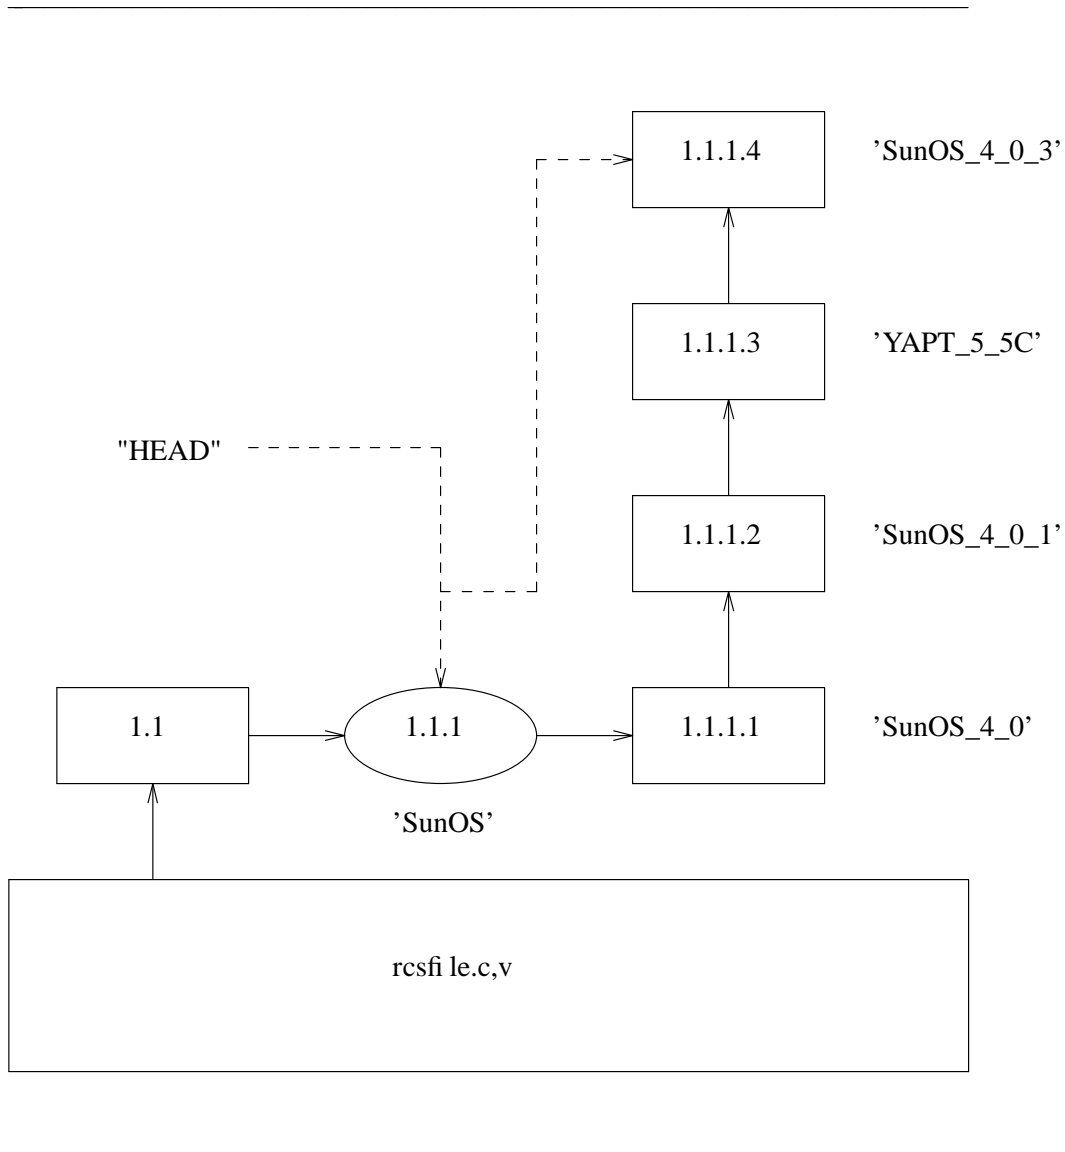 1.1.1.4 ’SunOS_4_0_3’
1.1.1.3 ’YAPT_5_5C’
"HEAD"
1.1.1.2 ’SunOS_4_0_1’
1.1 1.1.1 1.1.1.1 ’SunOS_4_0’
’SunOS’
rcsfi le.c,v